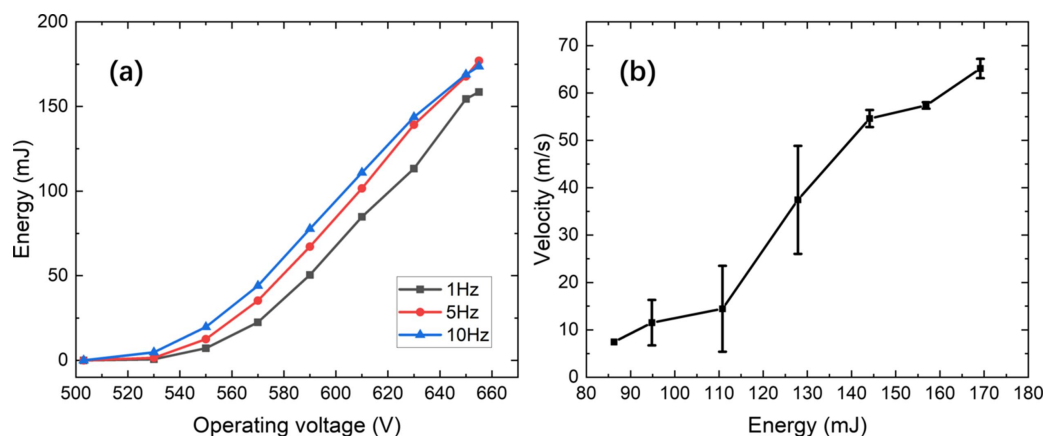 (a)
Energy (mJ)
200
150
100
50
0
500 520 540 560 580 600 620 640 660
Operating voltage (V)
1Hz
5Hz
10Hz
(b)
Velocity (m/s)
70
60
50
40
30
20
10
0
80 90 100 110 120 130 140 150 160 170 180
Energy (mJ)